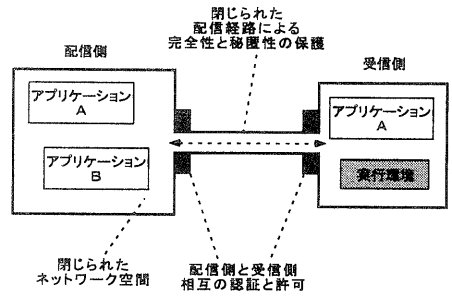 閉じられた
配信経路による
完全性と秘匿性の保護
配信側
受信側
アプリケーション
A
アプリケーション
B
アプリケーション
A
実行環境
閉じられた
ネットワーク空間
配信側と受信側
相互の認証と許可